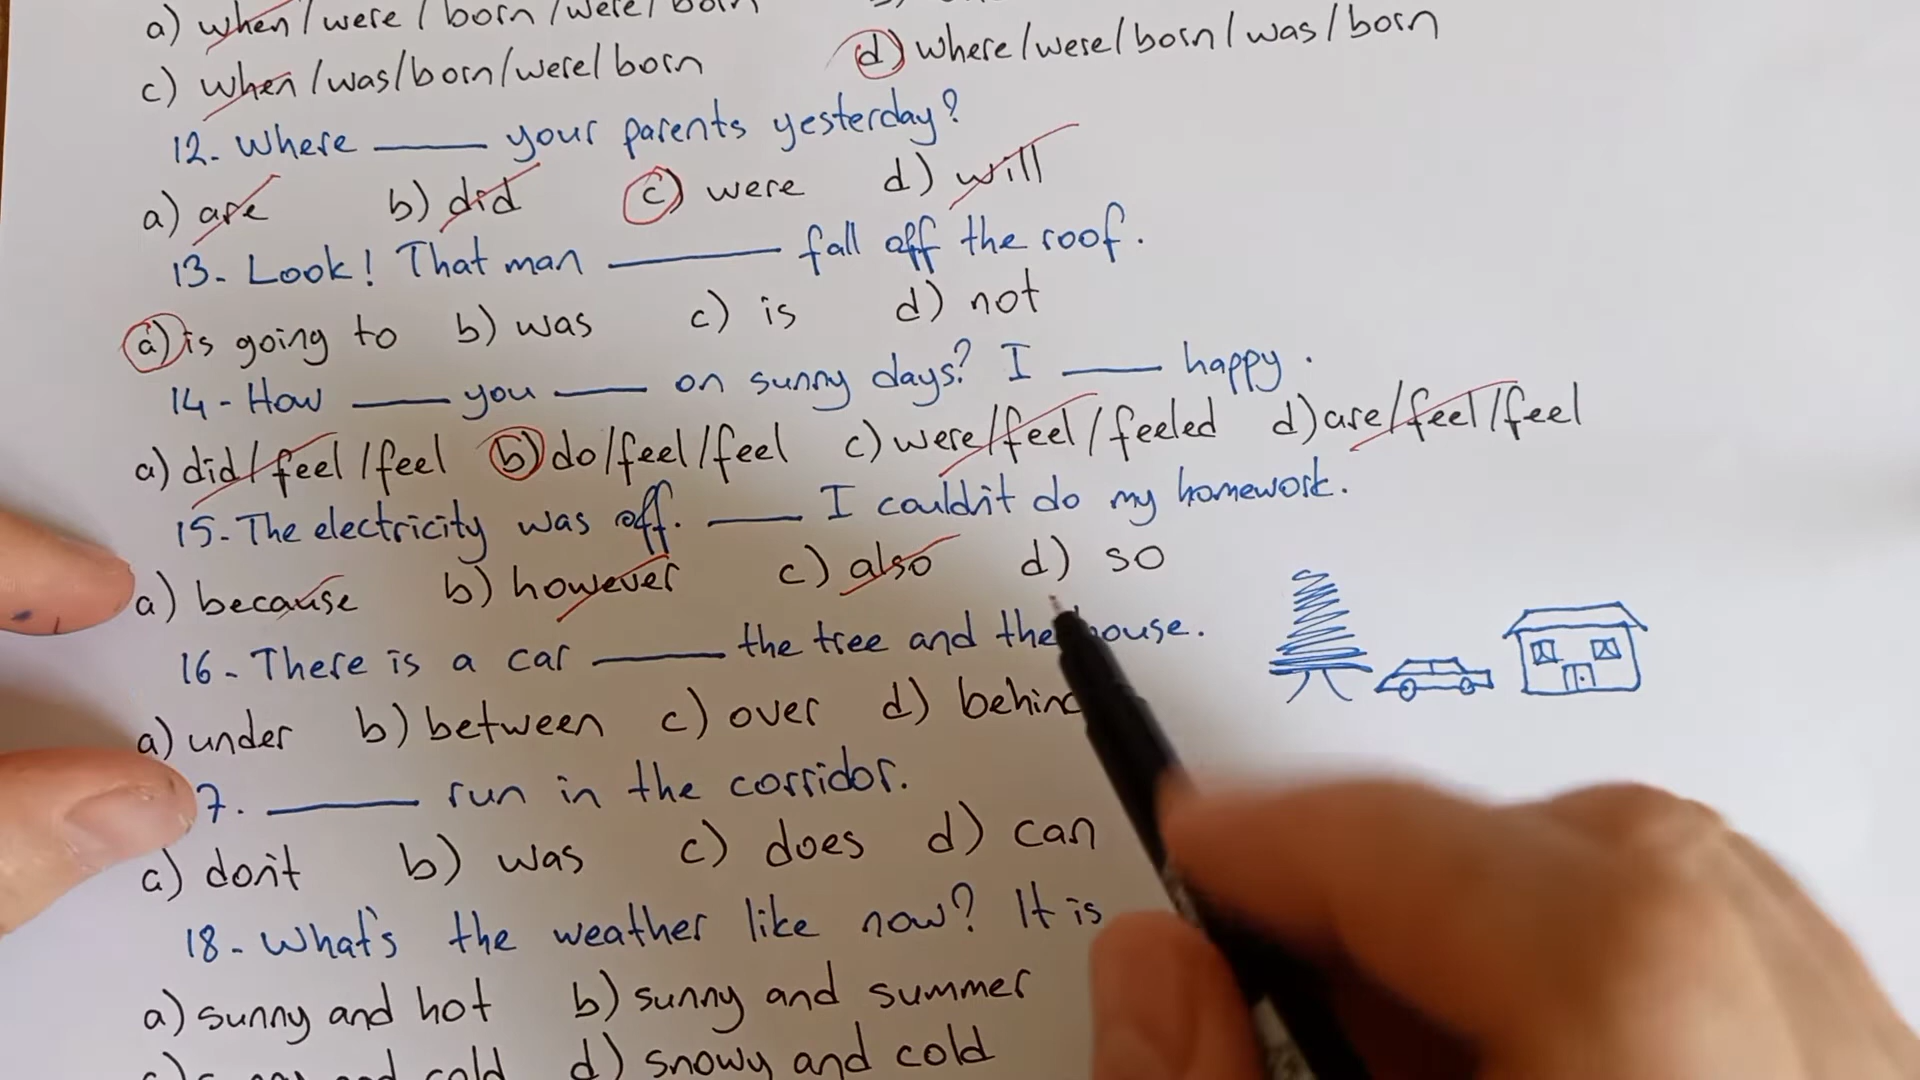 a) when/were/born/were/born
c) when/was/born/were/born d) where/were/born/was/born
12- Where ____ your parents yesterday?
a) are b) did c) were d) will
13- Look! That man ____ fall off the roof.
a) is going to b) was c) is d) not
14- How ____ you ____ on sunny days? I ____ happy.
a) did/feel/feel b) do/feel/feel c) were/feel/feeled d) are/feel/feel
15- The electricity was off. ____ I couldn't do my homework.
a) because b) however c) also d) so
16- There is a car ____ the tree and the house.
a) under b) between c) over d) behind
7. ____ run in the corridor.
a) don't b) was c) does d) can
18- What's the weather like now? It is
a) sunny and hot b) sunny and summer
and cold d) snowy and cold